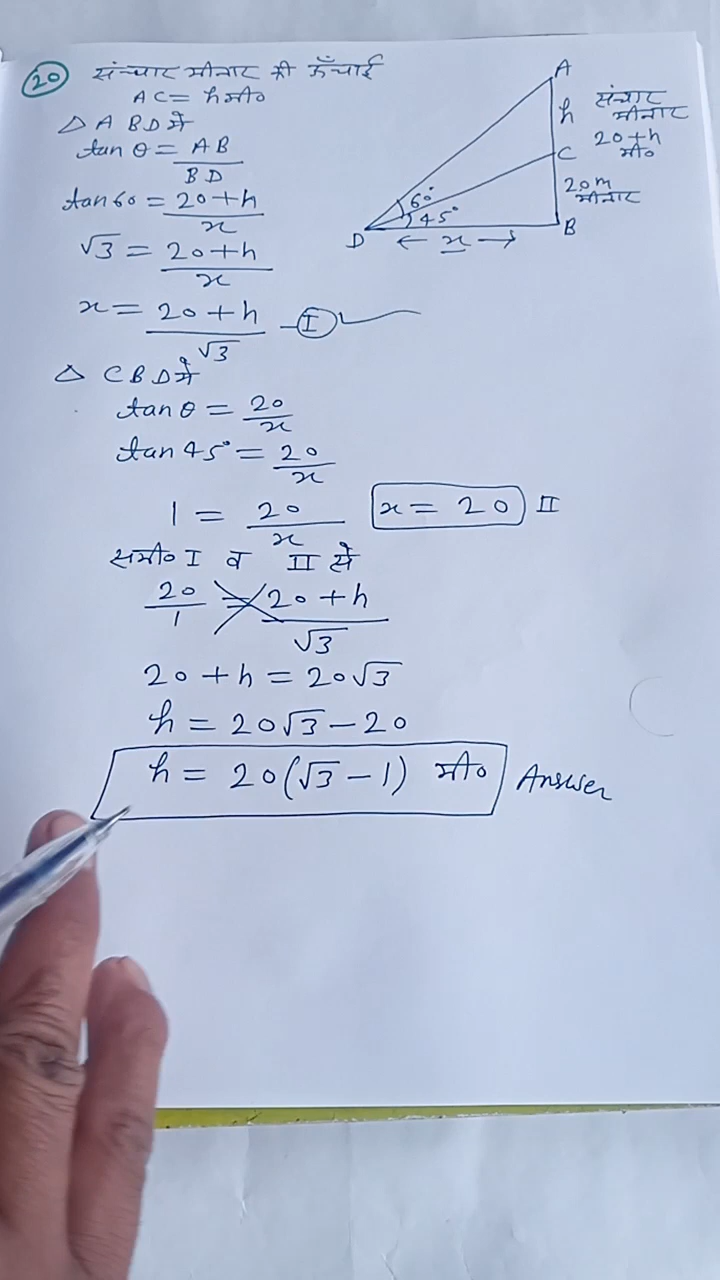 20 संचार मीनार की ऊँचाई
AC = h मी०
△ A B D में
tan θ = AB/BD
tan 60 = 20+h/x
√3 = 20+h/x
x = 20+h/√3 — I
△ C B D में
tan θ = 20/x
tan 45° = 20/x
1 = 20/x x = 20 II
समी० I व II से
20/1 = 20+h/√3
20+h = 20√3
h = 20√3 - 20
h = 20(√3 - 1) मी० Answer
A
h संचार मीनार
20+h मी०
C
20m मीनार
60°
45°
D ← x → B